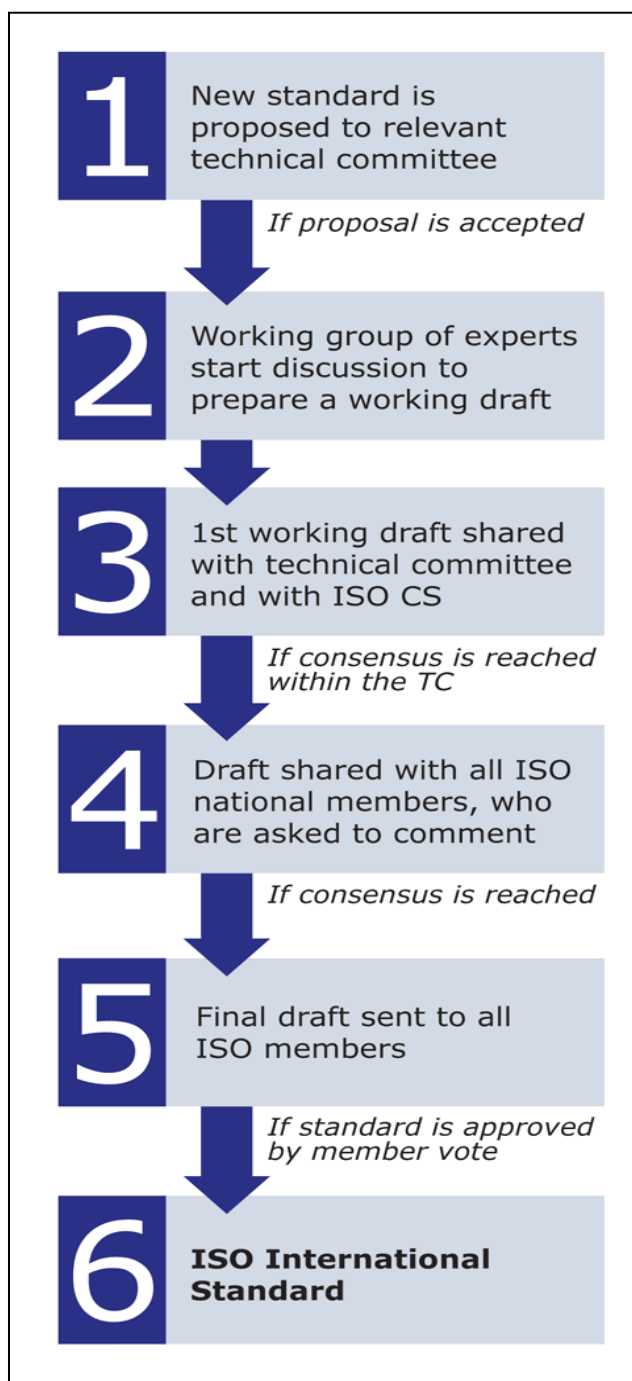 1
New standard is
proposed to relevant
technical committee
If proposal is accepted
2
Working group of experts
start discussion to
prepare a working draft
3
1st working draft shared
with technical committee
and with ISO CS
If consensus is reached
within the TC
4
Draft shared with all ISO
national members, who
are asked to comment
If consensus is reached
5
Final draft sent to all
ISO members
If standard is approved
by member vote
6
ISO International
Standard